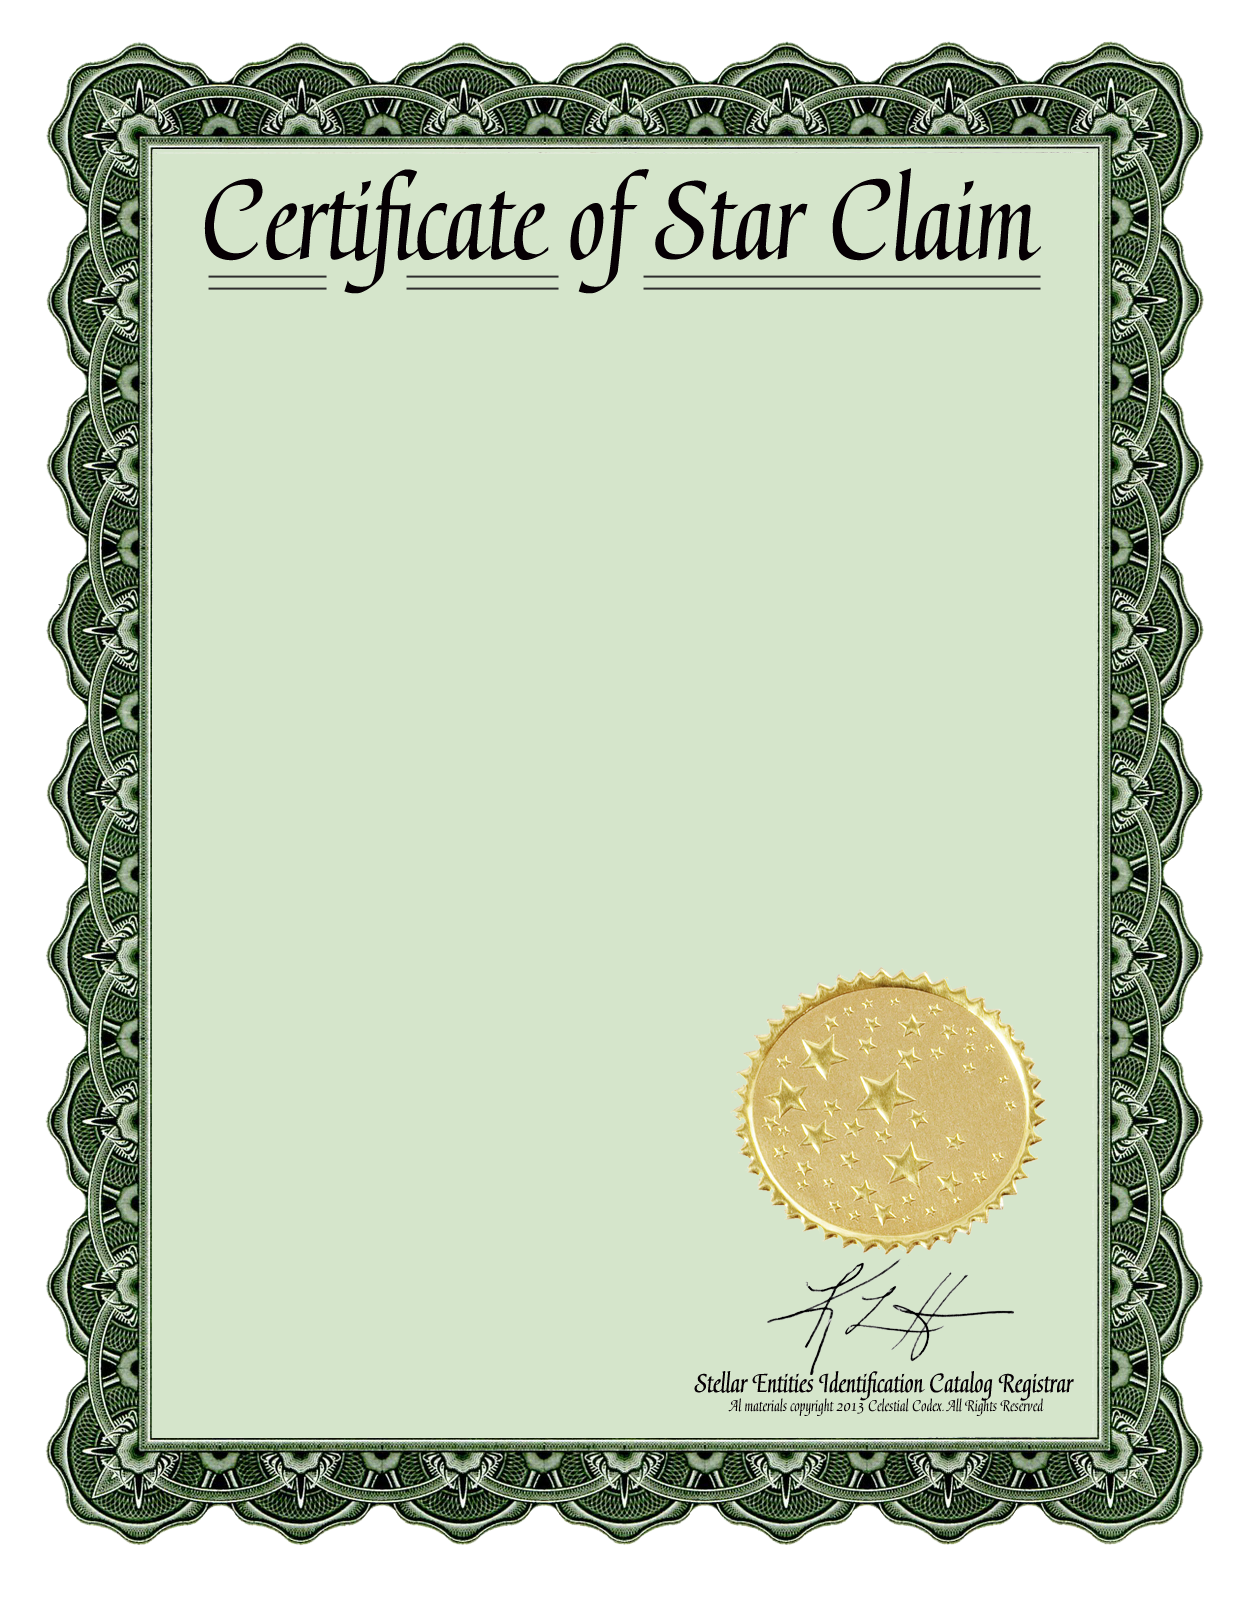 Certificate of Star Claim
Stellar Entities Identification Catalog Registrar
Al materials copyright 2013 Celestial Codex. All Rights Reserved